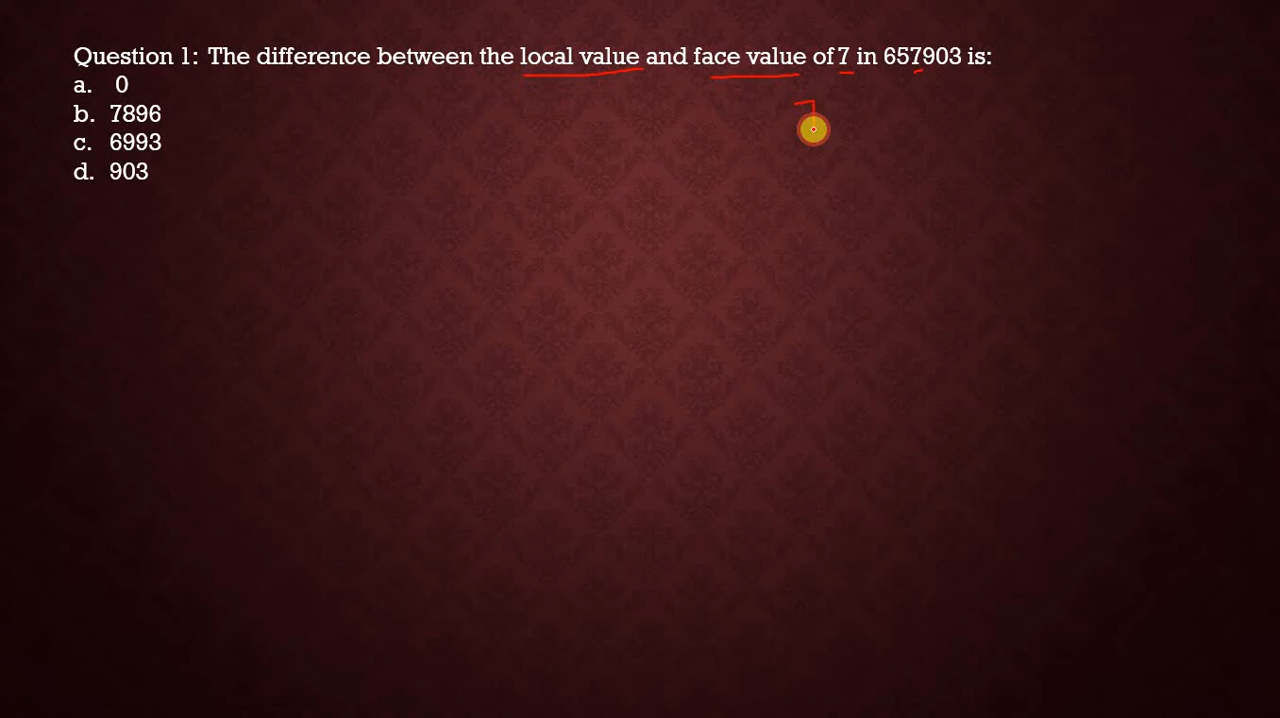 Question 1: The difference between the local value and face value of 7 in 657903 is:
a. 0
b. 7896
c. 6993
d. 903
7